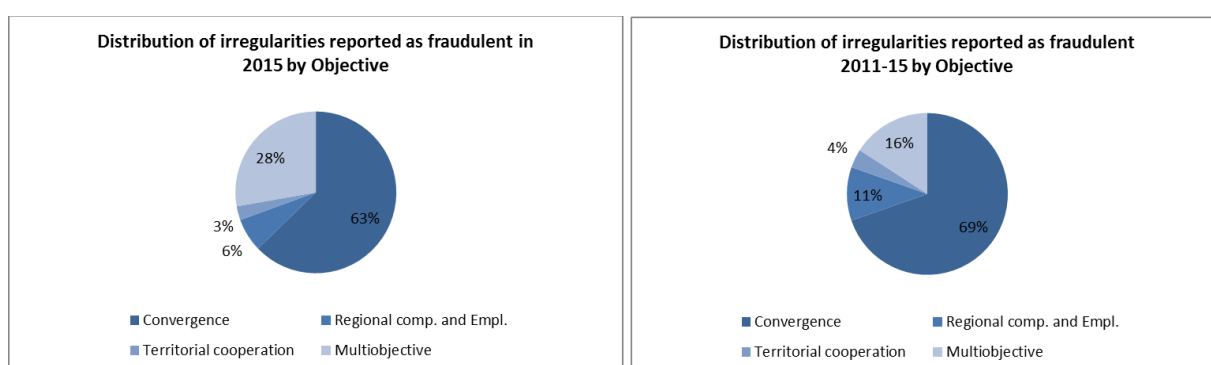 Distribution of irregularities reported as fraudulent in
2015 by Objective
28%
3%
6%
63%
Convergence
Regional comp. and Empl.
Territorial cooperation
Multiobjective
Distribution of irregularities reported as fraudulent
2011-15 by Objective
4%
16%
11%
69%
Convergence
Regional comp. and Empl.
Territorial cooperation
Multiobjective